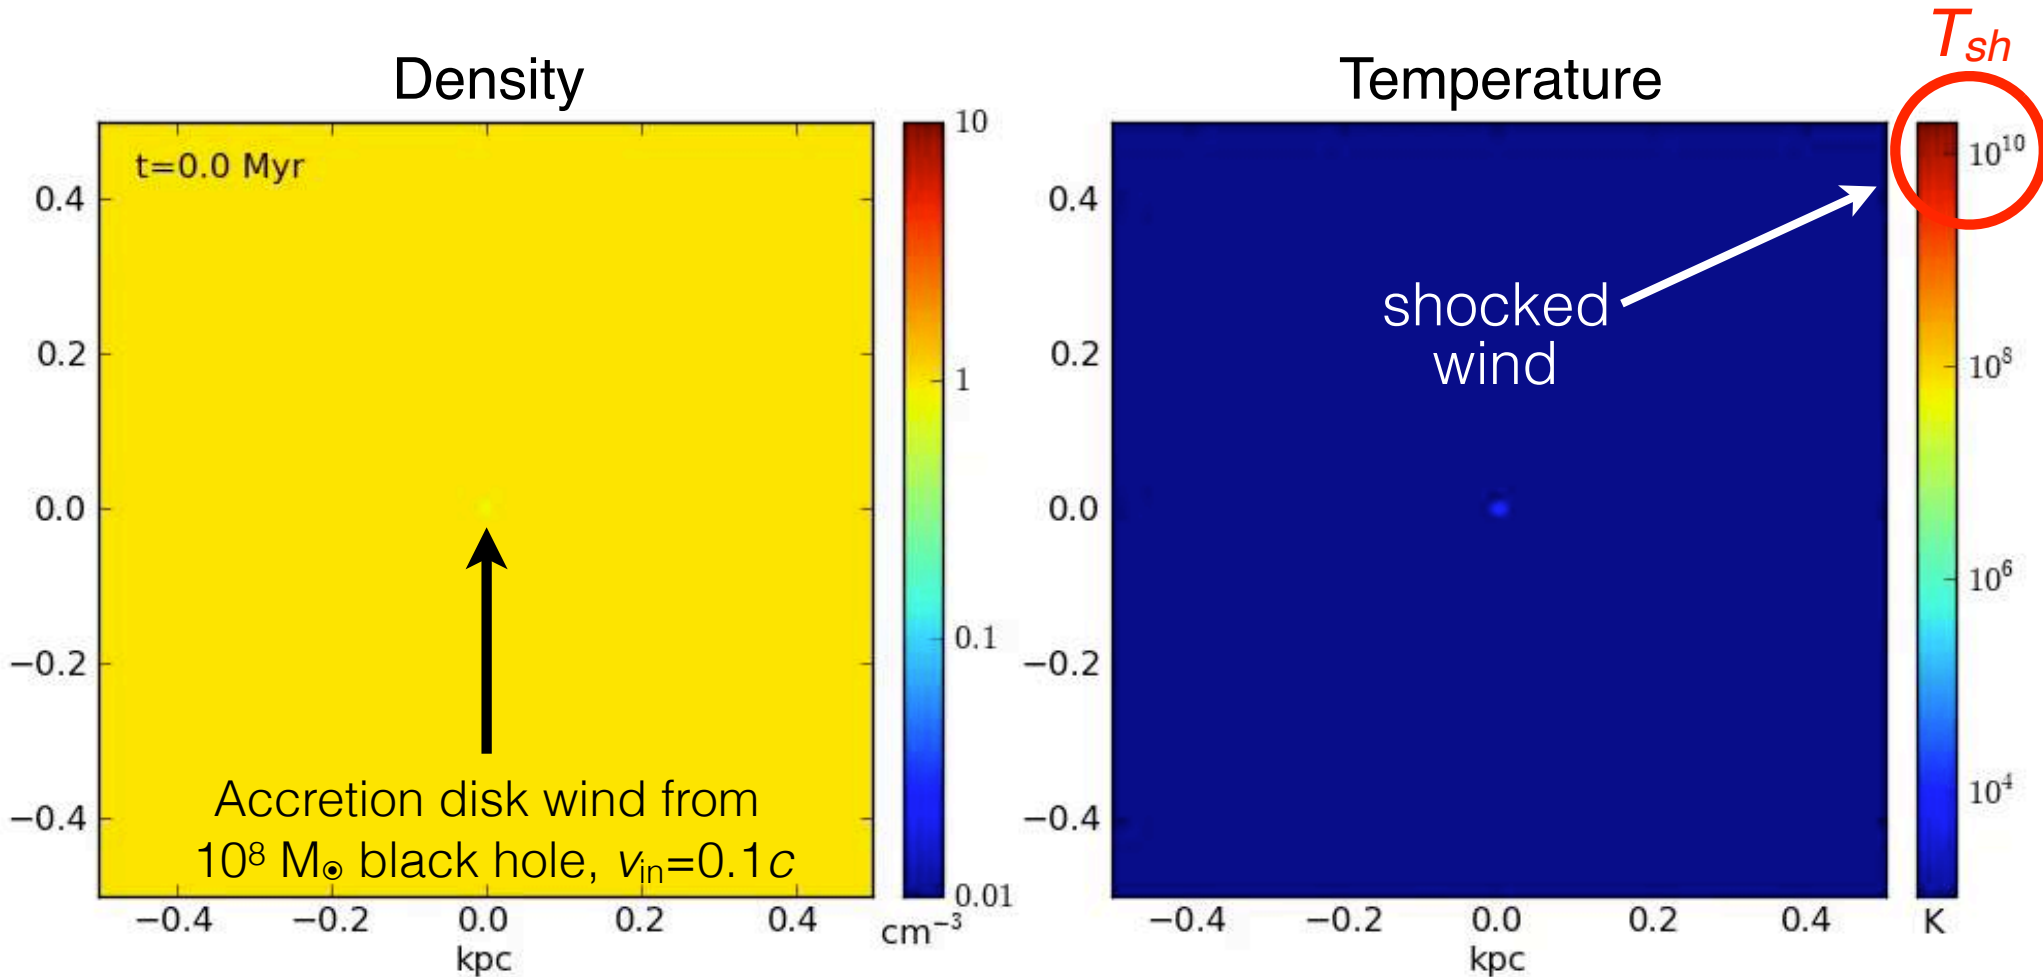 Density
t=0.0 Myr
0.4
0.2
0.0
−0.2
−0.4
−0.4
−0.2
0.0
0.2
0.4
kpc
10
1
0.1
0.01
cm⁻³
Accretion disk wind from
10⁸ M☉ black hole, vᵢₙ=0.1c
Temperature
T_sh
0.4
0.2
0.0
−0.2
−0.4
−0.4
−0.2
0.0
0.2
0.4
kpc
shocked
wind
10¹⁰
10⁸
10⁶
10⁴
K